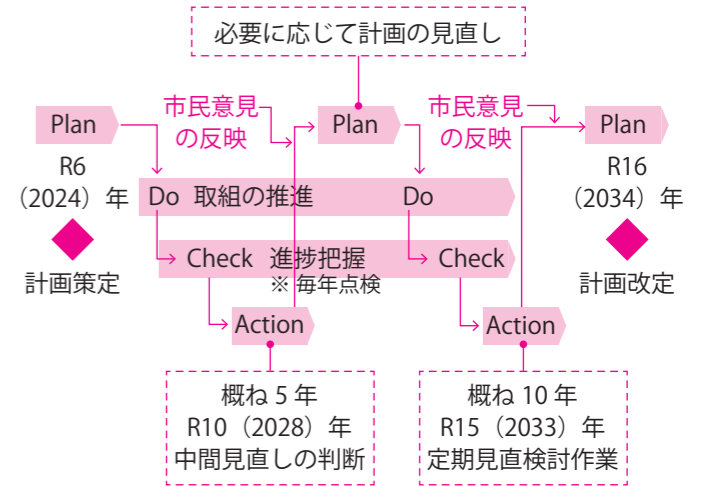 必要に応じて計画の見直し
市民意見
の反映
市民意見
の反映
Plan
Plan
Plan
R6
（2024）年
R16
（2034）年
Do 取組の推進
Do
計画策定
計画改定
Check 進捗把握
※ 毎年点検
Check
Action
Action
概ね 5 年
R10（2028）年
中間見直しの判断
概ね 10 年
R15（2033）年
定期見直検討作業